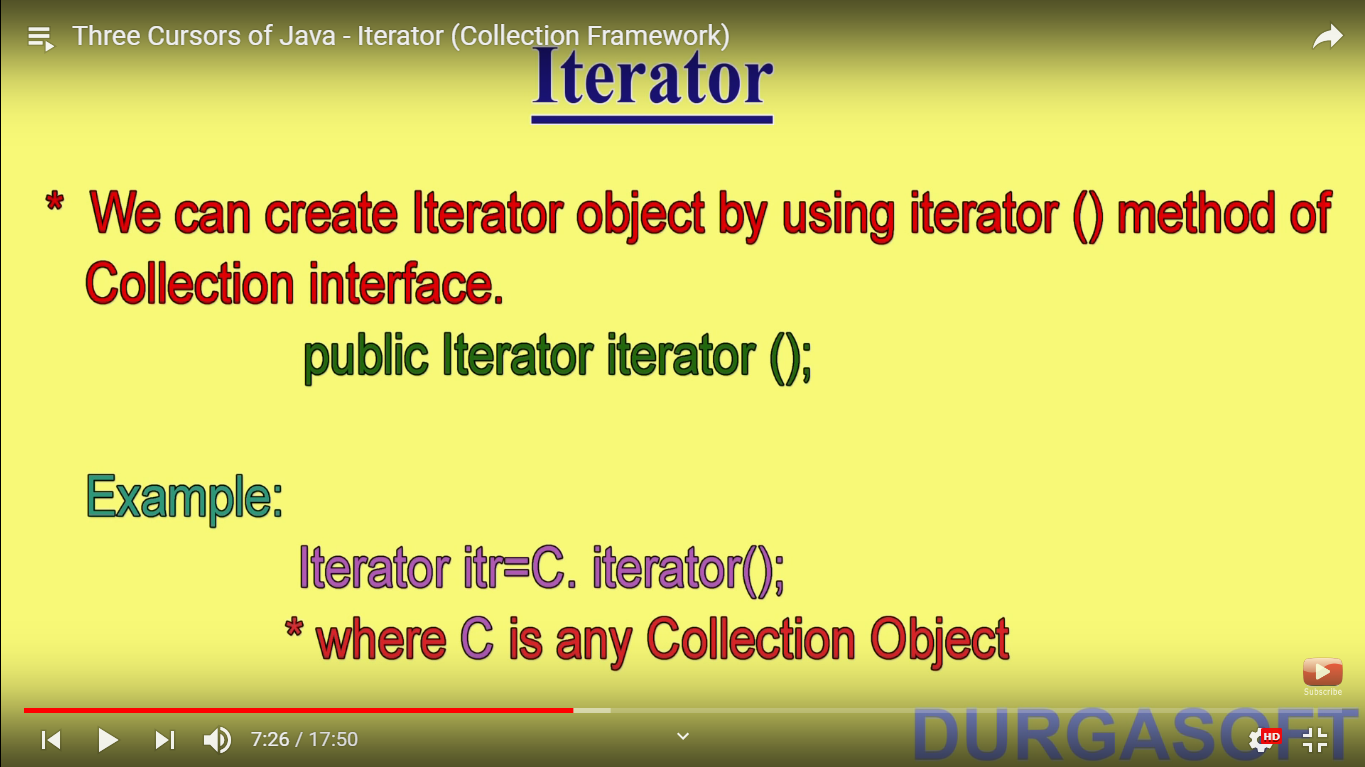 Three Cursors of Java - Iterator (Collection Framework)
Iterator
* We can create Iterator object by using iterator () method of
Collection interface.
public Iterator iterator ();
Example:
Iterator itr=C. iterator();
* where C is any Collection Object
Subscribe
7:26 / 17:50
HD
DURGASOFT